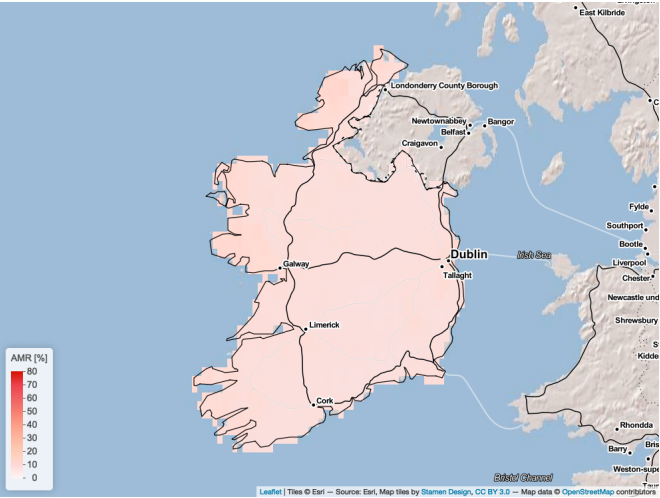 East Kilbride
Londonderry County Borough
Newtownabbey
Bangor
Belfast
Craigavon
Fylde
Southport
Bootle
Liverpool
Chester
Dublin
Irish Sea
Tallaght
Galway
Newcastle und
Shrewsbury
Limerick
Kidde
AMR [%]
80
70
60
50
40
30
20
10
0
Cork
Rhondda
Barry
Bris
Weston-supe
Bristol Channel
Leaflet | Tiles © Esri — Source: Esri, Map tiles by Stamen Design, CC BY 3.0 — Map data © OpenStreetMap contributors